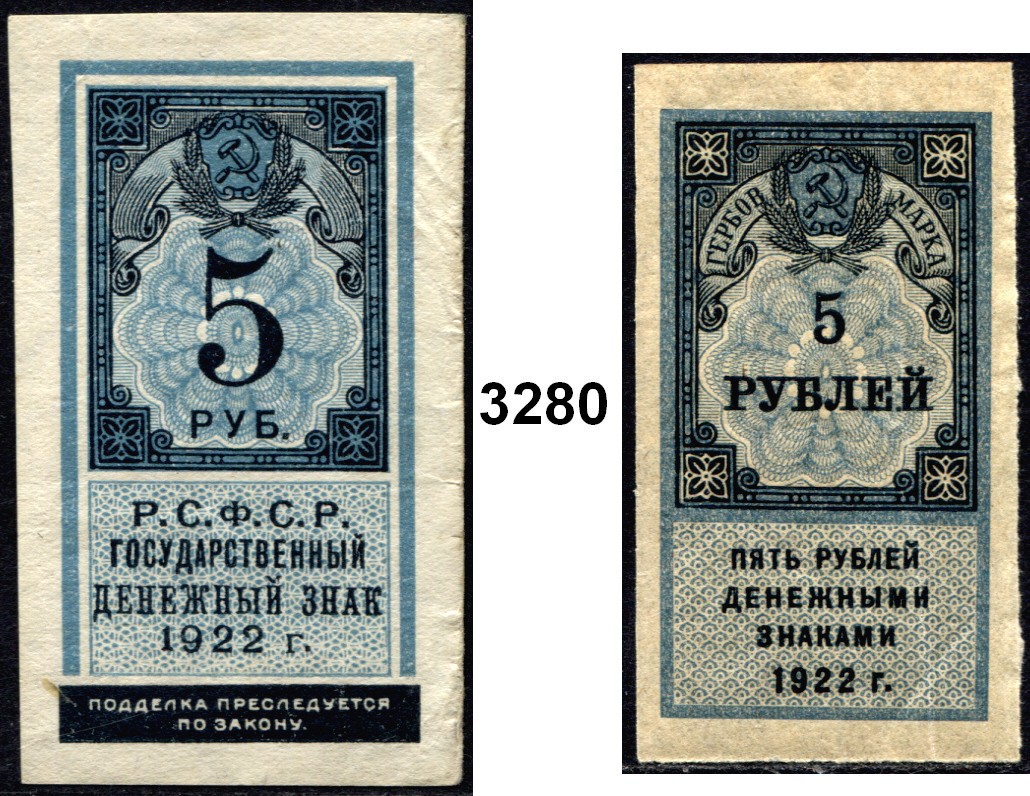 5
РУБ.
Р.С.Ф.С.Р.
ГОСУДАРСТВЕННЫЙ
ДЕНЕЖНЫЙ ЗНАК
1922 г.
ПОДДЕЛКА ПРЕСЛЕДУЕТСЯ
ПО ЗАКОНУ.
3280
ГЕРБОВ МАРКА
5
РУБЛЕЙ
ПЯТЬ РУБЛЕЙ
ДЕНЕЖНЫМИ
ЗНАКАМИ
1922 г.